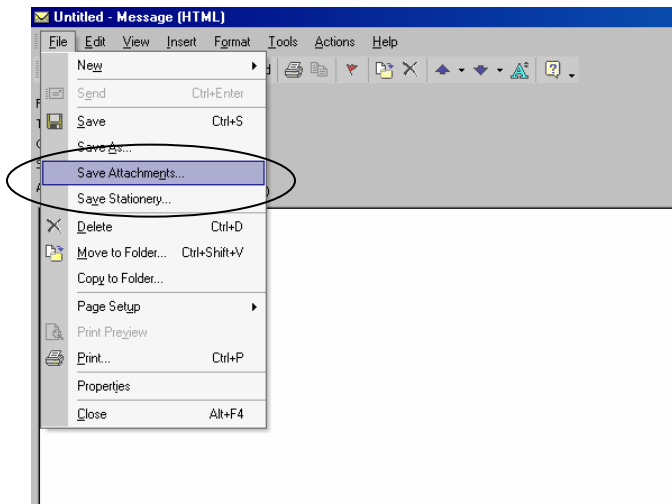 Untitled - Message (HTML)
File Edit View Insert Format Tools Actions Help
New
Send Ctrl+Enter
Save Ctrl+S
Save As...
Save Attachments...
Save Stationery...
Delete Ctrl+D
Move to Folder... Ctrl+Shift+V
Copy to Folder...
Page Setup
Print Preview
Print... Ctrl+P
Properties
Close Alt+F4